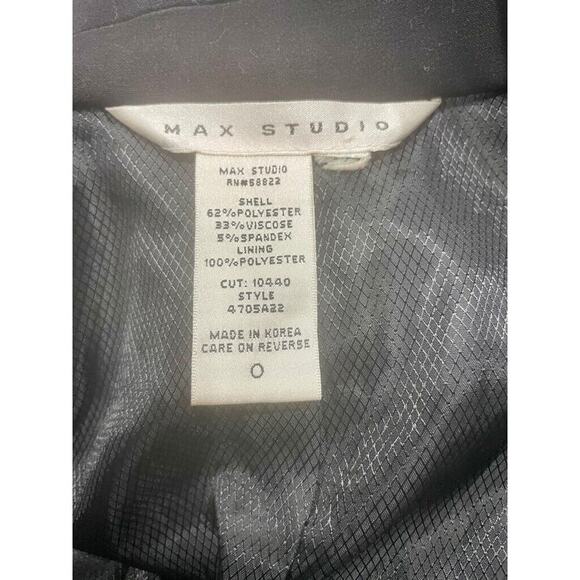 MAX STUDIO
MAX STUDIO
RN#58822
SHELL
62%POLYESTER
33%VISCOSE
5%SPANDEX
LINING
100%POLYESTER
CUT: 10440
STYLE
4705A22
MADE IN KOREA
CARE ON REVERSE
0